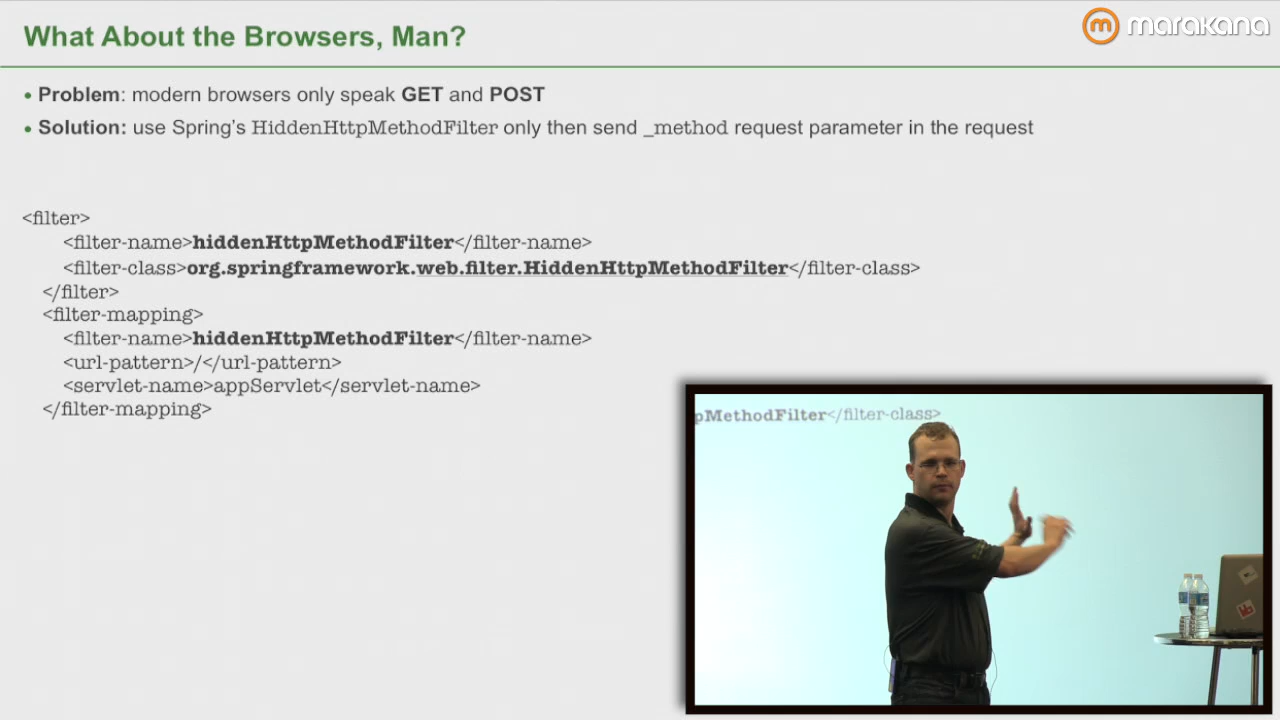 What About the Browsers, Man?
marakana
• Problem: modern browsers only speak GET and POST
• Solution: use Spring's HiddenHttpMethodFilter only then send _method request parameter in the request
<filter>
<filter-name>hiddenHttpMethodFilter</filter-name>
<filter-class>org.springframework.web.filter.HiddenHttpMethodFilter</filter-class>
</filter>
<filter-mapping>
<filter-name>hiddenHttpMethodFilter</filter-name>
<url-pattern>/</url-pattern>
<servlet-name>appServlet</servlet-name>
</filter-mapping>
pMethodFilter</filter-class>